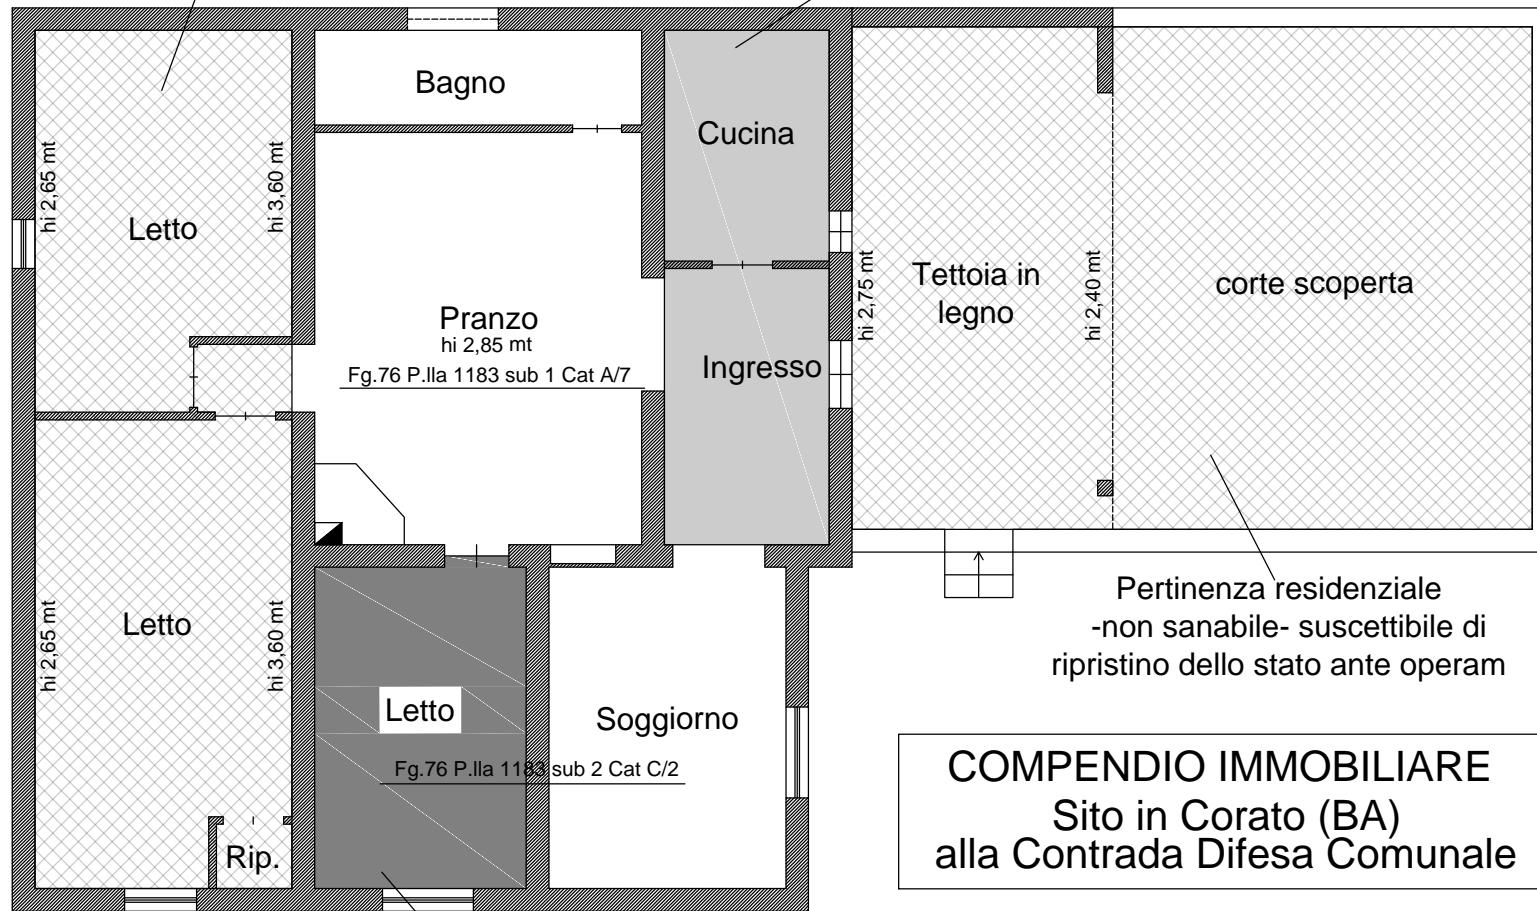 Bagno
Cucina
hi 2,65 mt
hi 3,60 mt
Letto
Tettoia in
legno
hi 2,75 mt
hi 2,40 mt
corte scoperta
Pranzo
hi 2,85 mt
Fg.76 P.lla 1183 sub 1 Cat A/7
Ingresso
hi 2,65 mt
hi 3,60 mt
Letto
Pertinenza residenziale
-non sanabile- suscettibile di
ripristino dello stato ante operam
Letto
Soggiorno
Fg.76 P.lla 1183 sub 2 Cat C/2
Rip.
COMPENDIO IMMOBILIARE
Sito in Corato (BA)
alla Contrada Difesa Comunale